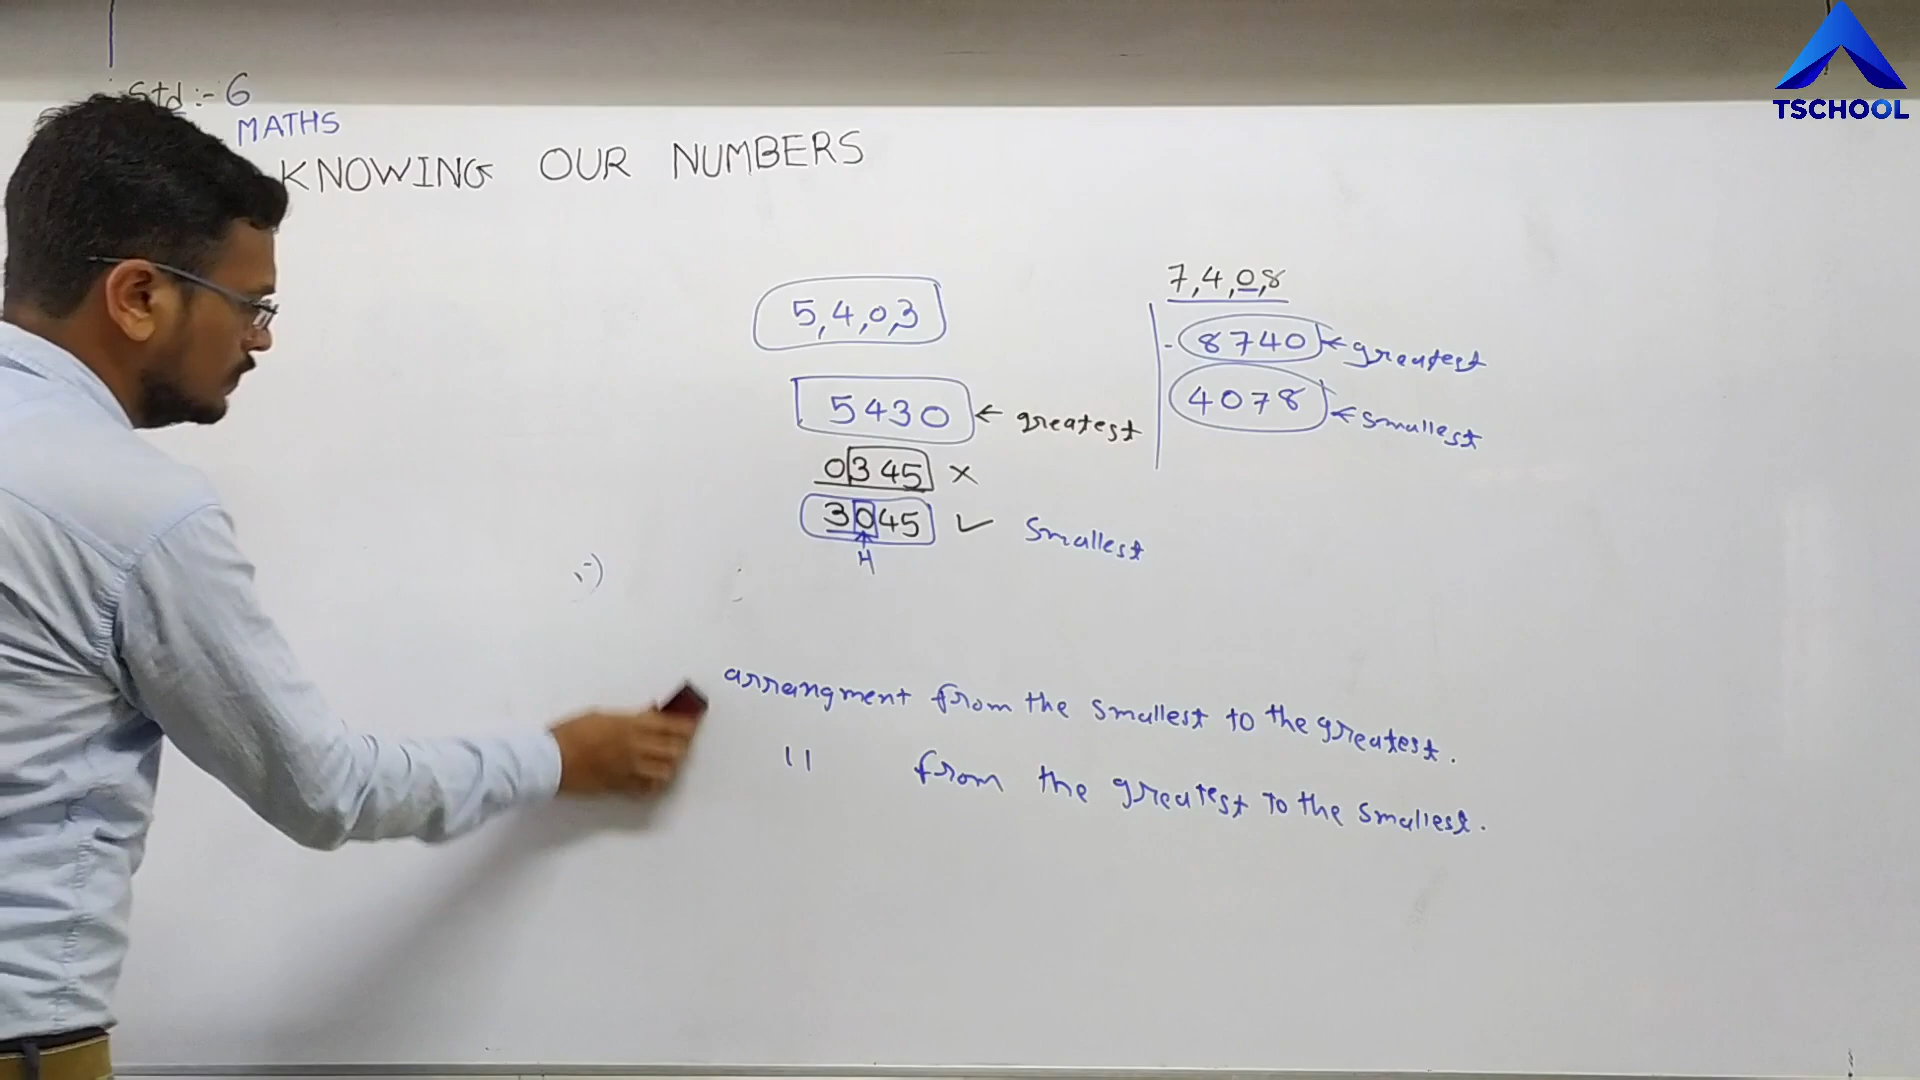 Std :- 6
MATHS
KNOWING OUR NUMBERS
5,4,0,3
5430 ← greatest
0345 ×
3045 ✓ Smallest
H
7,4,0,8
8740 ← greatest
4078 ← smallest
arrangment from the smallest to the greatest.
11 from the greatest to the smallest.
TSCHOOL